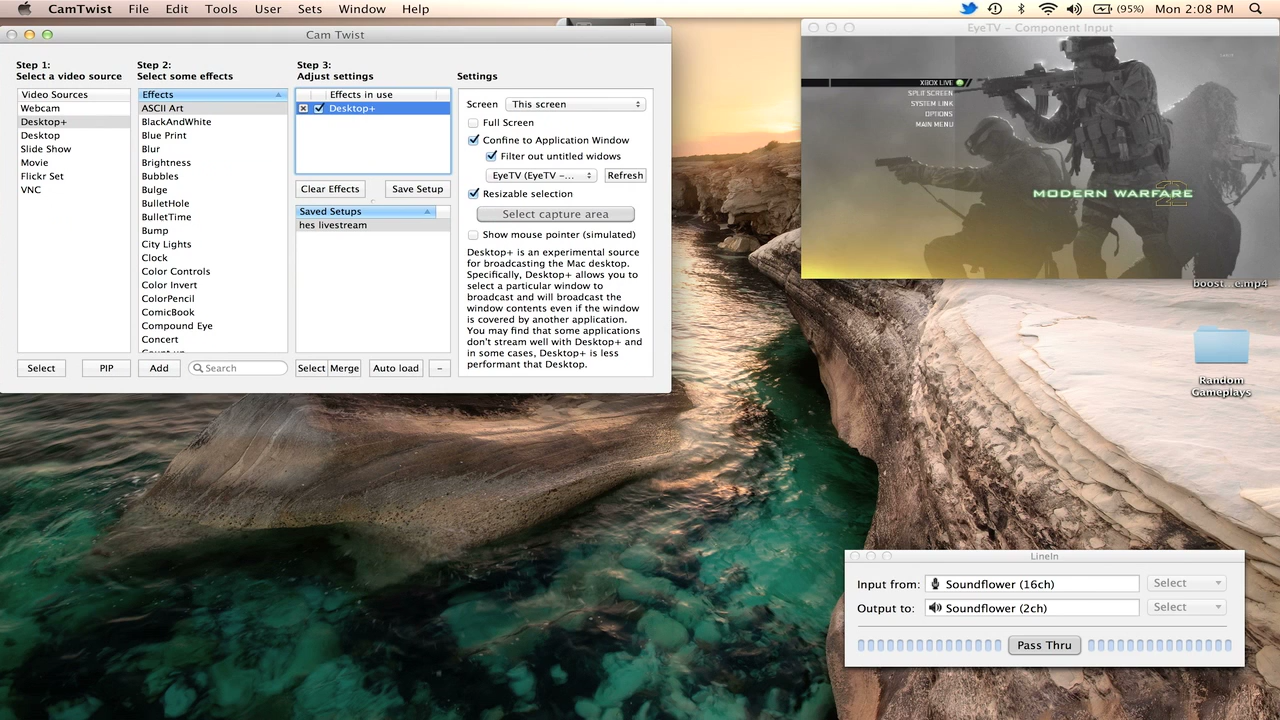 CamTwist File Edit Tools User Sets Window Help (95%) Mon 2:08 PM
CamTwist
Step 1:
Select a video source
Video Sources
Webcam
Desktop+
Desktop
Slide Show
Movie
Flickr Set
VNC
Select PIP
Step 2:
Select some effects
Effects
ASCII Art
BlackAndWhite
Blue Print
Blur
Brightness
Bubbles
Bulge
BulletHole
BulletTime
Bump
City Lights
Clock
Color Controls
Color Invert
ColorPencil
ComicBook
Compound Eye
Concert
Count up
Add Search
Step 3:
Adjust settings
Effects in use
Desktop+
Clear Effects Save Setup
Saved Setups
hes livestream
Select Merge Auto load –
Settings
Screen This screen
Full Screen
Confine to Application Window
Filter out untitled widows
EyeTV (EyeTV –... Refresh
Resizable selection
Select capture area
Show mouse pointer (simulated)
Desktop+ is an experimental source
for broadcasting the Mac desktop.
Specifically, Desktop+ allows you to
select a particular window to
broadcast and will broadcast the
window contents even if the window
is covered by another application.
You may find that some applications
don't stream well with Desktop+ and
in some cases, Desktop+ is less
performant that Desktop.
EyeTV – Component Input
XBOX LIVE
SPLIT SCREEN
SYSTEM LINK
OPTIONS
MAIN MENU
MODERN WARFARE
2
boost...e.mp4
Random
Gameplays
LineIn
Input from: Soundflower (16ch) Select
Output to: Soundflower (2ch) Select
Pass Thru